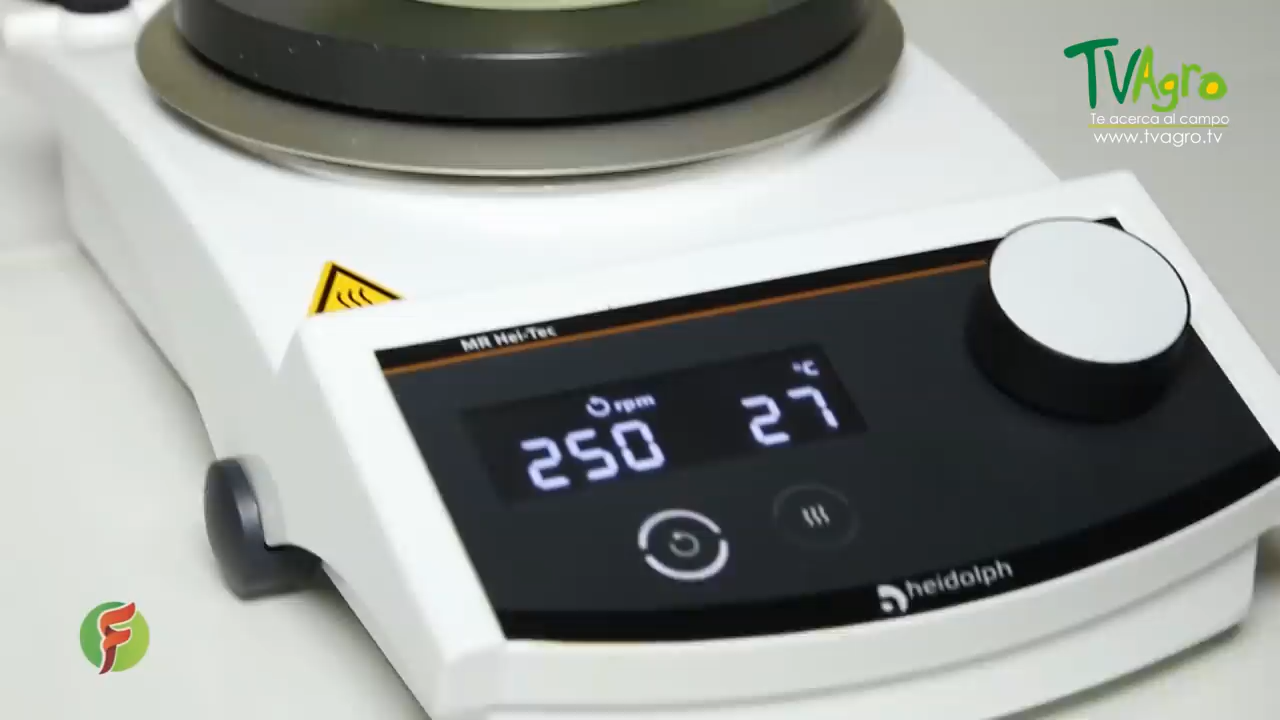 TVAgro
Te acerca al campo
www.tvagro.tv
MR Hei-Tec
rpm °C
250 27
heidolph
F